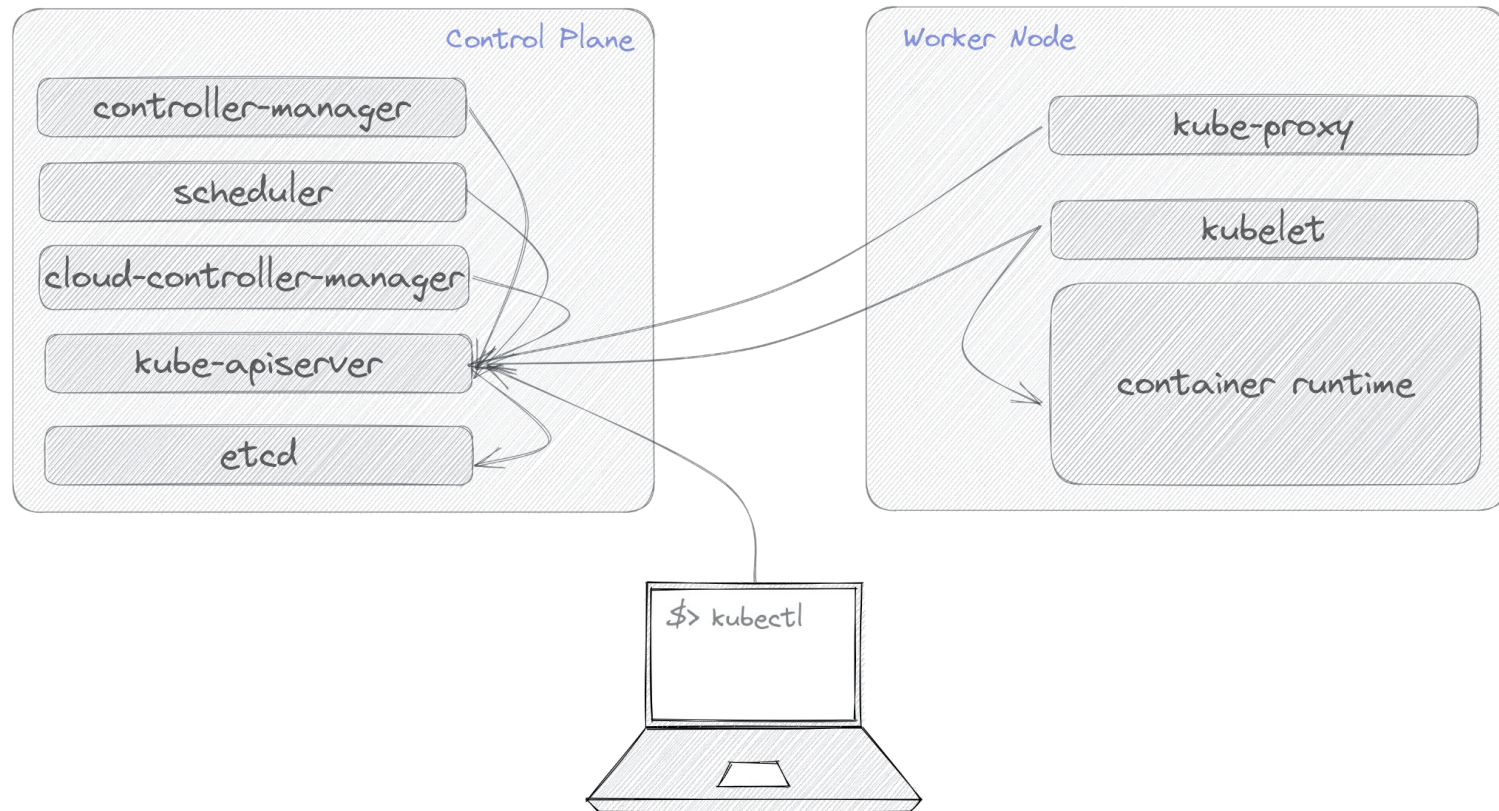 Control Plane
controller-manager
scheduler
cloud-controller-manager
kube-apiserver
etcd
Worker Node
kube-proxy
kubelet
container runtime
$> kubectl